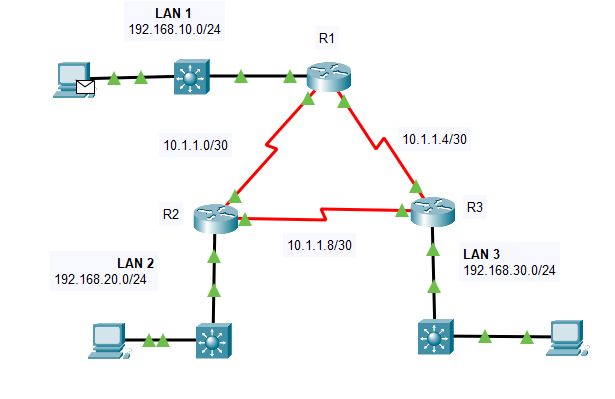 LAN 1
192.168.10.0/24
R1
10.1.1.0/30
10.1.1.4/30
R2
R3
10.1.1.8/30
LAN 2
192.168.20.0/24
LAN 3
192.168.30.0/24